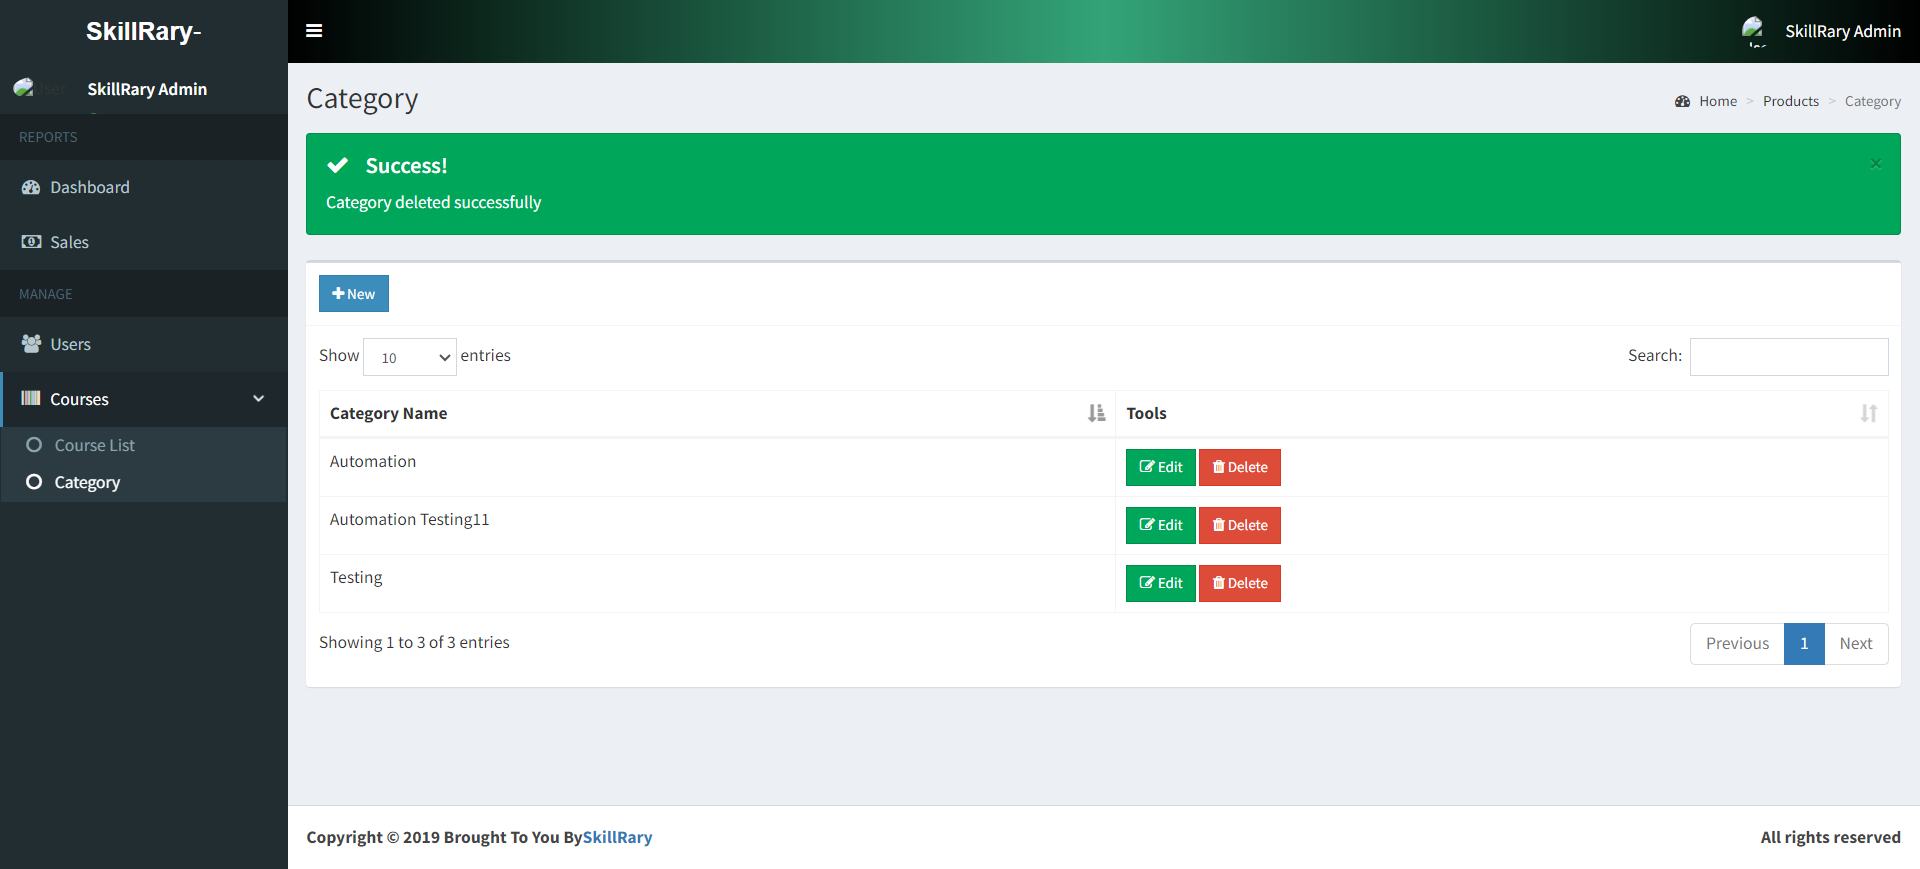 SkillRary-
SkillRary Admin
User
SkillRary Admin
REPORTS
Dashboard
Sales
MANAGE
Users
Courses
Course List
Category
Category
Home > Products > Category
Success!
×
Category deleted successfully
New
Show 10 entries
Search:
Category Name
Tools
Automation
Edit Delete
Automation Testing11
Edit Delete
Testing
Edit Delete
Showing 1 to 3 of 3 entries
Previous 1 Next
Copyright © 2019 Brought To You BySkillRary
All rights reserved